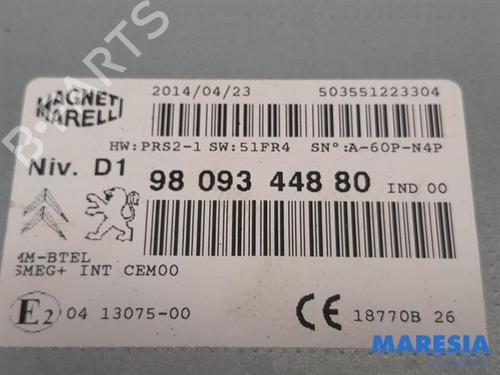 MAGNETI
MARELLI
2014/04/23 503551223304
HW:PRS2-1 SW:51FR4 SN°:A-60P-N4P
Niv. D1
98 093 448 80 IND 00
4M-BTEL
SMEG+ INT CEM00
E2 04 13075-00 CE 18770B 26
B-PARTS
MARESIA